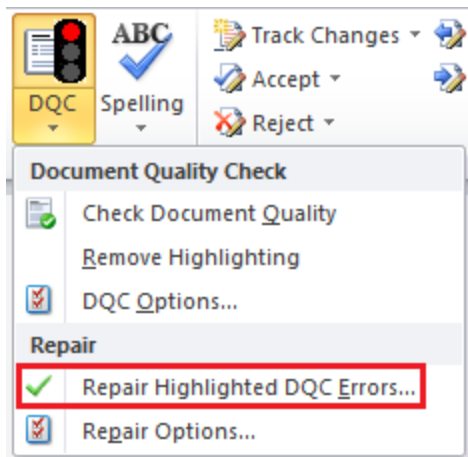 ABC
Track Changes
Accept
DQC
Spelling
Reject
Document Quality Check
Check Document Quality
Remove Highlighting
DQC Options...
Repair
Repair Highlighted DQC Errors...
Repair Options...